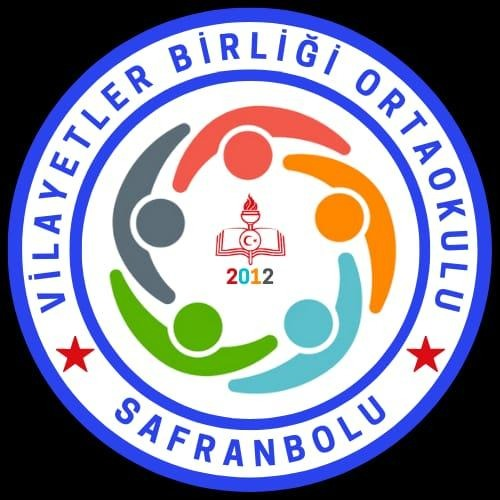 VİLAYETLER BİRLİĞİ ORTAOKULU
2012
SAFRANBOLU